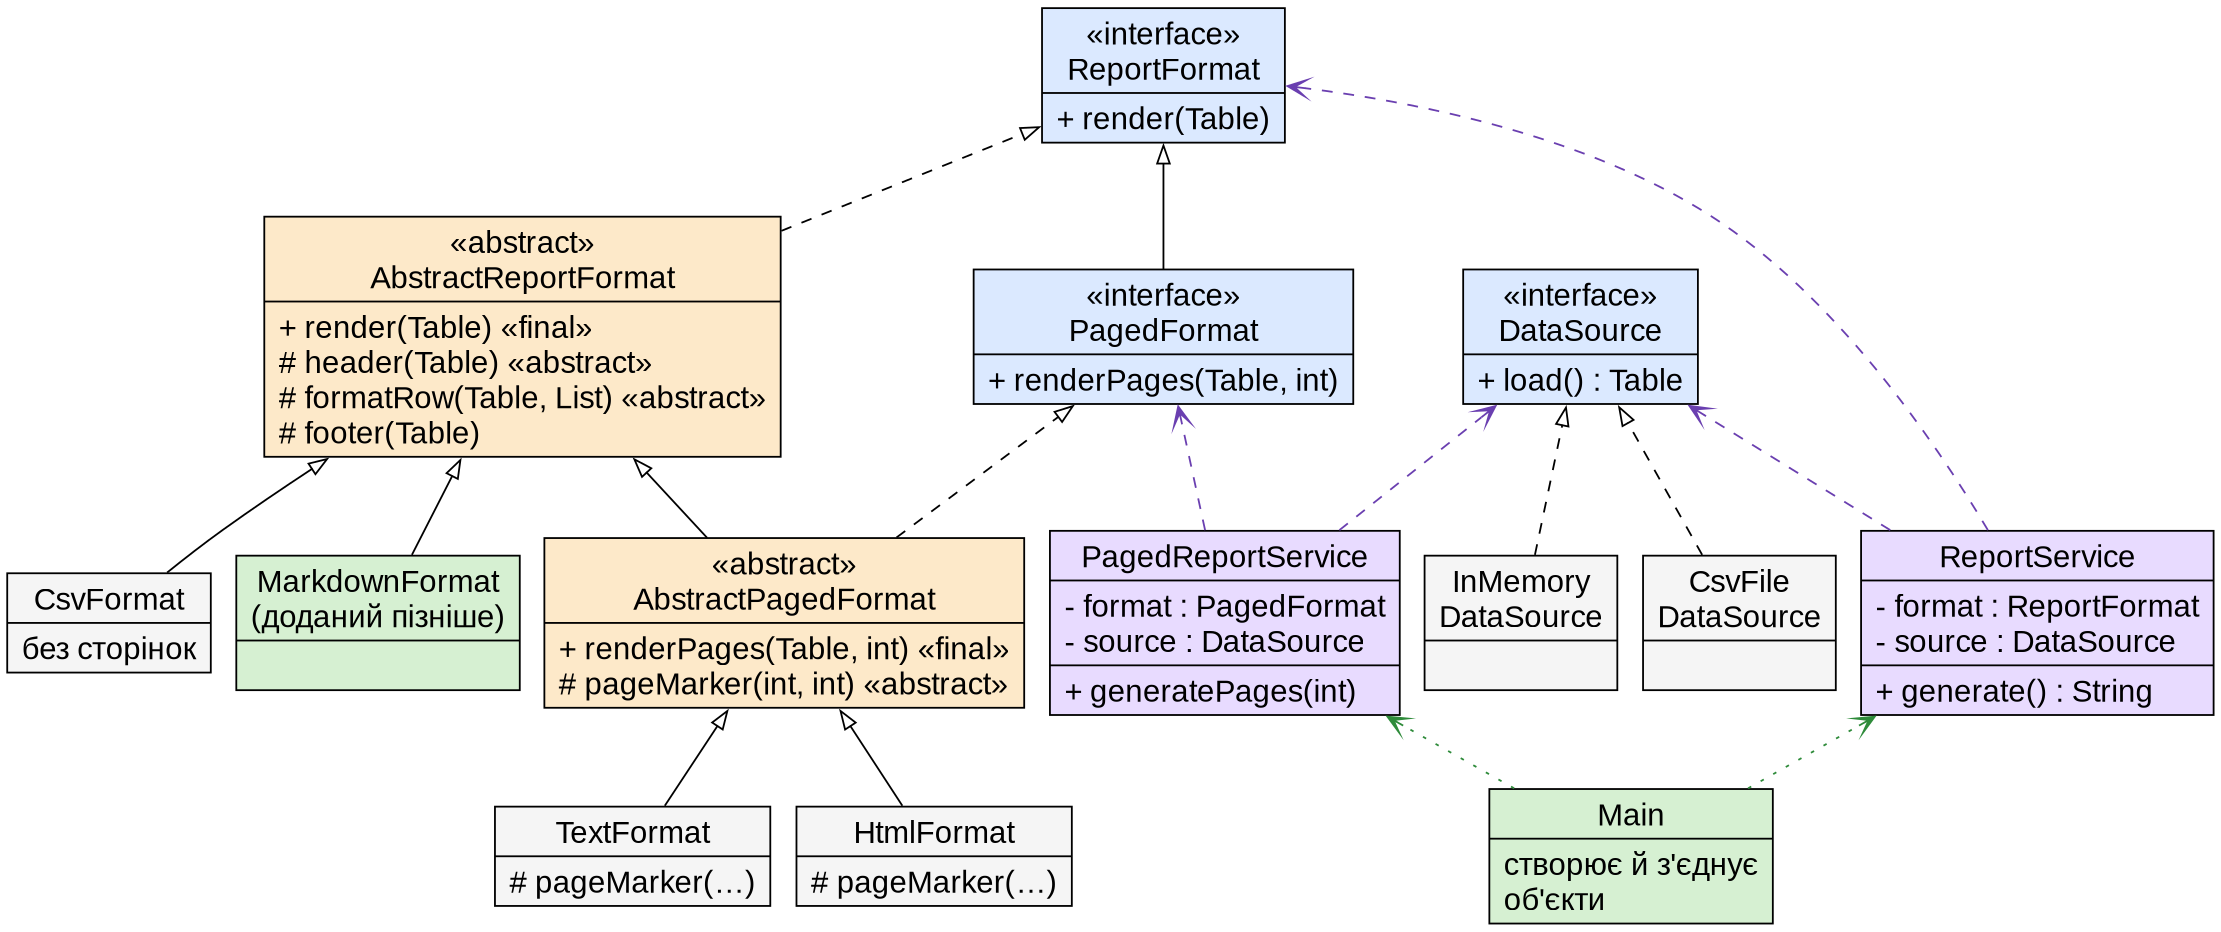 «interface»
ReportFormat
+ render(Table)
«abstract»
AbstractReportFormat
+ render(Table) «final»
# header(Table) «abstract»
# formatRow(Table, List) «abstract»
# footer(Table)
«interface»
PagedFormat
+ renderPages(Table, int)
«interface»
DataSource
+ load() : Table
CsvFormat
без сторінок
MarkdownFormat
(доданий пізніше)
«abstract»
AbstractPagedFormat
+ renderPages(Table, int) «final»
# pageMarker(int, int) «abstract»
PagedReportService
- format : PagedFormat
- source : DataSource
+ generatePages(int)
InMemory
DataSource
CsvFile
DataSource
ReportService
- format : ReportFormat
- source : DataSource
+ generate() : String
TextFormat
# pageMarker(…)
HtmlFormat
# pageMarker(…)
Main
створює й з'єднує
об'єкти